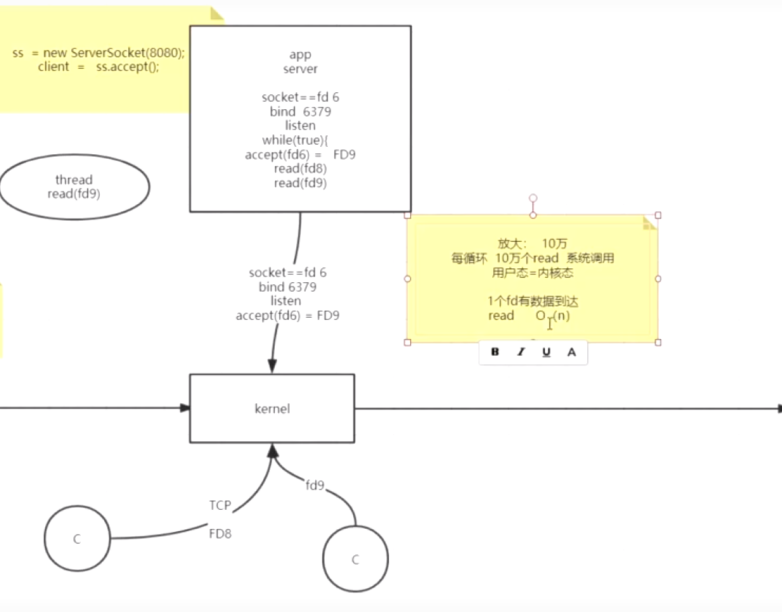 ss = new ServerSocket(8080);
client = ss.accept();
app
server
socket==fd 6
bind 6379
listen
while(true){
accept(fd6) = FD9
read(fd8)
read(fd9)
thread
read(fd9)
放大: 10万
每循环 10万个read 系统调用
用户态=内核态
1个fd有数据到达
read O (n)
B I U A
socket==fd 6
bind 6379
listen
accept(fd6) = FD9
kernel
TCP
FD8
fd9
C
C